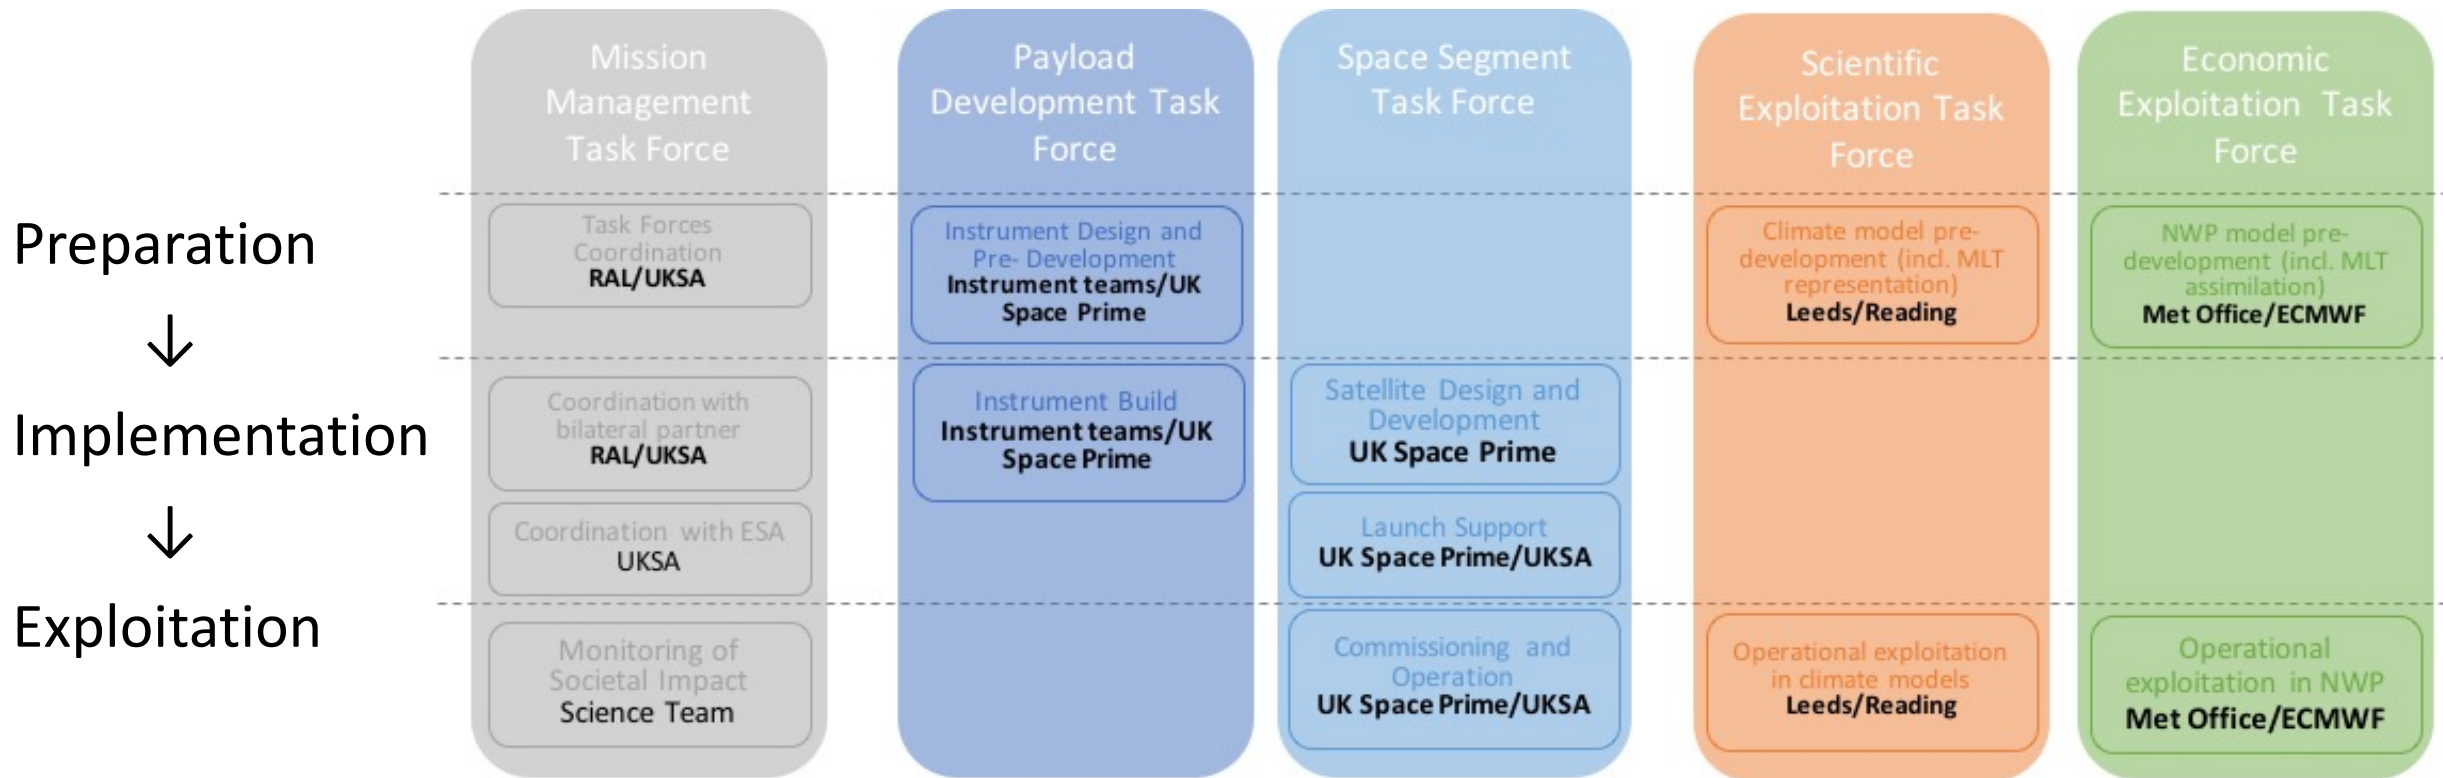 Mission
Management
Task Force
Payload
Development Task
Force
Space Segment
Task Force
Scientific
Exploitation Task
Force
Economic
Exploitation Task
Force
Preparation
Task Forces
Coordination
RAL/UKSA
Instrument Design and
Pre- Development
Instrument teams/UK
Space Prime
Climate model pre-
development (incl. MLT
representation)
Leeds/Reading
NWP model pre-
development (incl. MLT
assimilation)
Met Office/ECMWF
↓
Implementation
Coordination with
bilateral partner
RAL/UKSA
Instrument Build
Instrument teams/UK
Space Prime
Satellite Design and
Development
UK Space Prime
↓
Coordination with ESA
UKSA
Launch Support
UK Space Prime/UKSA
Exploitation
Monitoring of
Societal Impact
Science Team
Commissioning and
Operation
UK Space Prime/UKSA
Operational exploitation
in climate models
Leeds/Reading
Operational
exploitation in NWP
Met Office/ECMWF